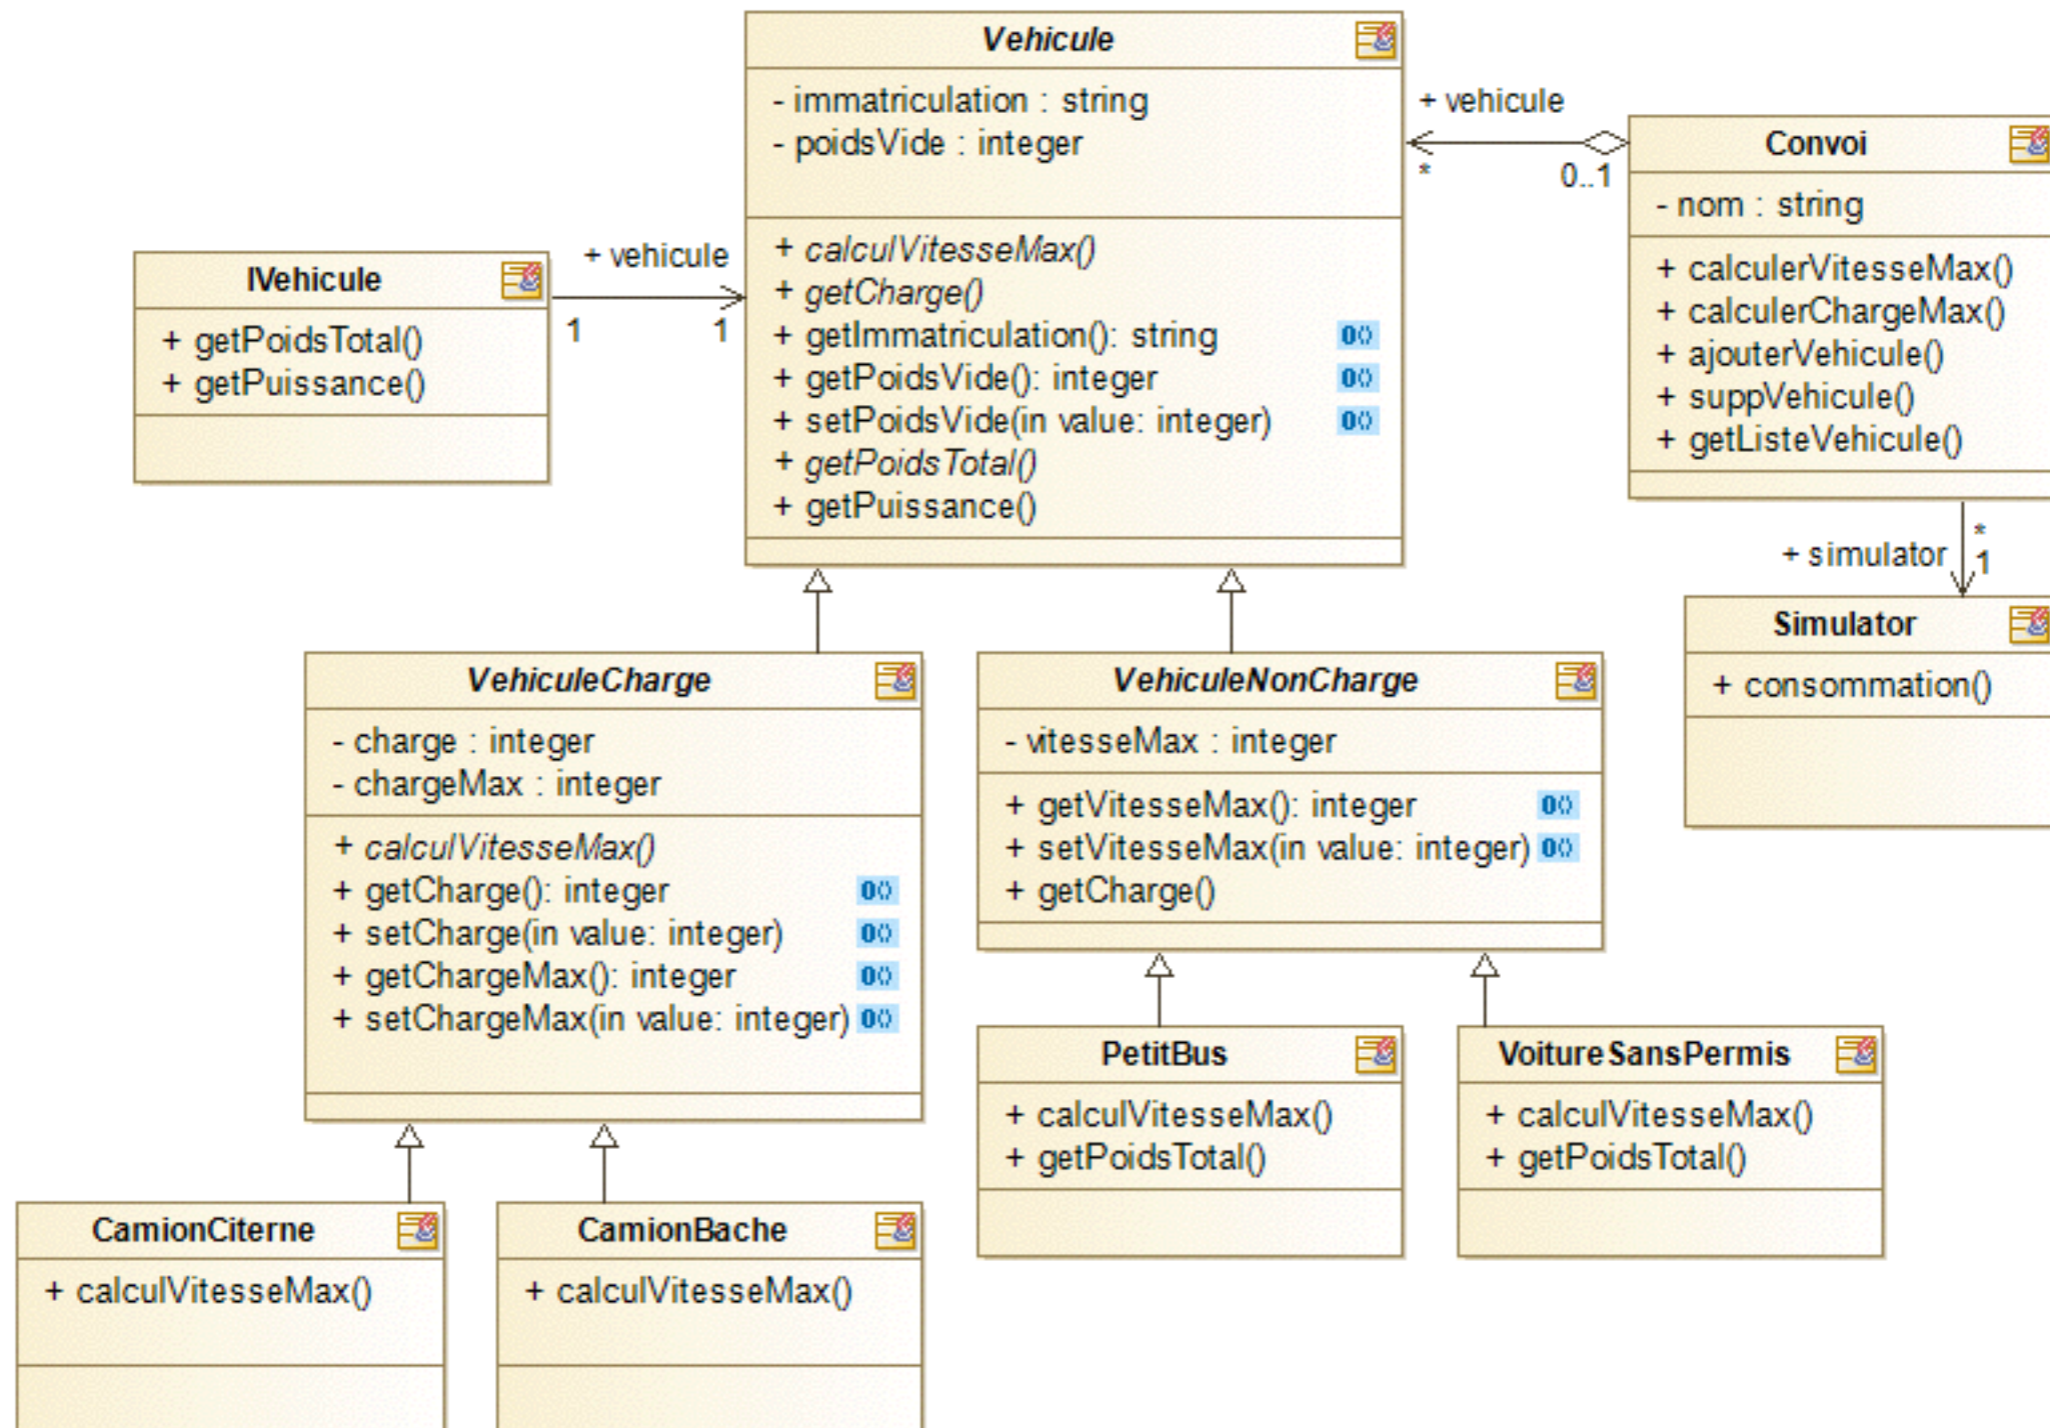 Vehicule
- immatriculation : string
- poidsVide : integer
+ calculVitesseMax()
+ getCharge()
+ getImmatriculation(): string
+ getPoidsVide(): integer
+ setPoidsVide(in value: integer)
+ getPoidsTotal()
+ getPuissance()
+ vehicule
*
0..1
Convoi
- nom : string
+ calculerVitesseMax()
+ calculerChargeMax()
+ ajouterVehicule()
+ suppVehicule()
+ getListeVehicule()
IVehicule
+ getPoidsTotal()
+ getPuissance()
+ vehicule
1
1
*
+ simulator
1
Simulator
+ consommation()
VehiculeCharge
- charge : integer
- chargeMax : integer
+ calculVitesseMax()
+ getCharge(): integer
+ setCharge(in value: integer)
+ getChargeMax(): integer
+ setChargeMax(in value: integer)
VehiculeNonCharge
- vitesseMax : integer
+ getVitesseMax(): integer
+ setVitesseMax(in value: integer)
+ getCharge()
PetitBus
+ calculVitesseMax()
+ getPoidsTotal()
VoitureSansPermis
+ calculVitesseMax()
+ getPoidsTotal()
CamionCiterne
+ calculVitesseMax()
CamionBache
+ calculVitesseMax()